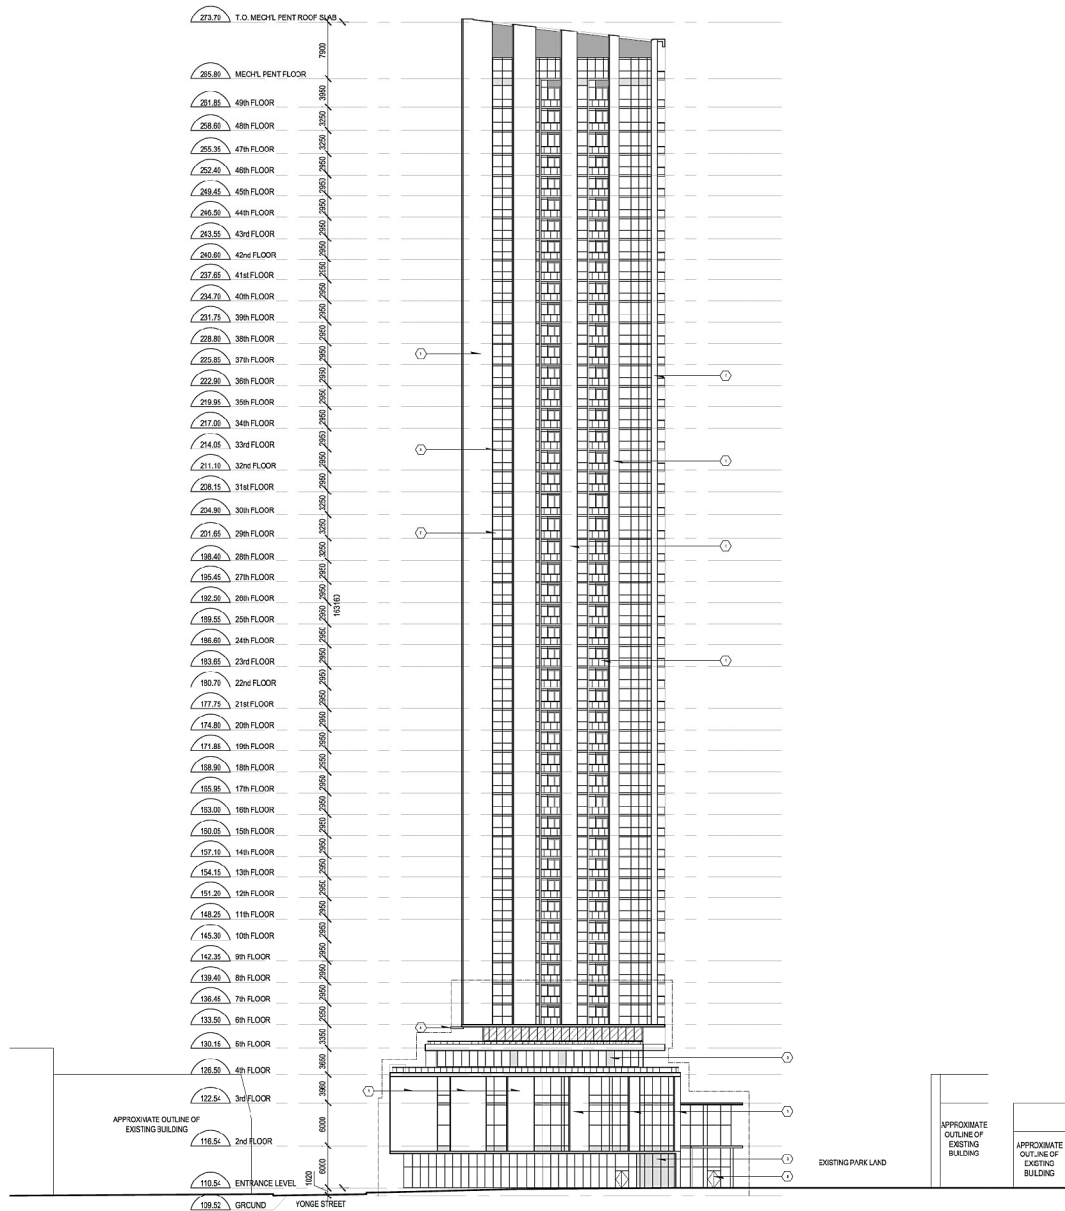 273.70 T.O. MECH'L PENT ROOF SLAB
7900
265.80 MECH'L PENT FLOOR
3950
261.85 49th FLOOR
3250
258.60 48th FLOOR
3250
255.35 47th FLOOR
2950
252.40 46th FLOOR
2950
249.45 45th FLOOR
2950
246.50 44th FLOOR
2950
243.55 43rd FLOOR
2950
240.60 42nd FLOOR
2950
237.65 41st FLOOR
2950
234.70 40th FLOOR
2950
231.75 39th FLOOR
2950
228.80 38th FLOOR
2950
225.85 37th FLOOR
2950
222.90 36th FLOOR
2950
219.95 35th FLOOR
2950
217.00 34th FLOOR
2950
214.05 33rd FLOOR
2950
211.10 32nd FLOOR
2950
208.15 31st FLOOR
3250
204.90 30th FLOOR
3250
201.65 29th FLOOR
3250
198.40 28th FLOOR
2950
195.45 27th FLOOR
2950
192.50 26th FLOOR
163160
2950
189.55 25th FLOOR
2950
186.60 24th FLOOR
2950
183.65 23rd FLOOR
2950
180.70 22nd FLOOR
2950
177.75 21st FLOOR
2950
174.80 20th FLOOR
2950
171.85 19th FLOOR
2950
168.90 18th FLOOR
2950
165.95 17th FLOOR
2950
163.00 16th FLOOR
2950
160.05 15th FLOOR
2950
157.10 14th FLOOR
2950
154.15 13th FLOOR
2950
151.20 12th FLOOR
2950
148.25 11th FLOOR
2950
145.30 10th FLOOR
2950
142.35 9th FLOOR
2950
139.40 8th FLOOR
2950
136.45 7th FLOOR
2950
133.50 6th FLOOR
3350
130.15 5th FLOOR
3650
126.50 4th FLOOR
3960
122.54 3rd FLOOR
6000
116.54 2nd FLOOR
6000
110.54 ENTRANCE LEVEL
1020
109.52 GRCUND
YONGE STREET
APPROXIMATE OUTLINE OF
EXISTING BUILDING
EXISTING PARK LAND
APPROXIMATE
OUTLINE OF
EXISTING
BUILDING
APPROXIMATE
OUTLINE OF
EXISTING
BUILDING